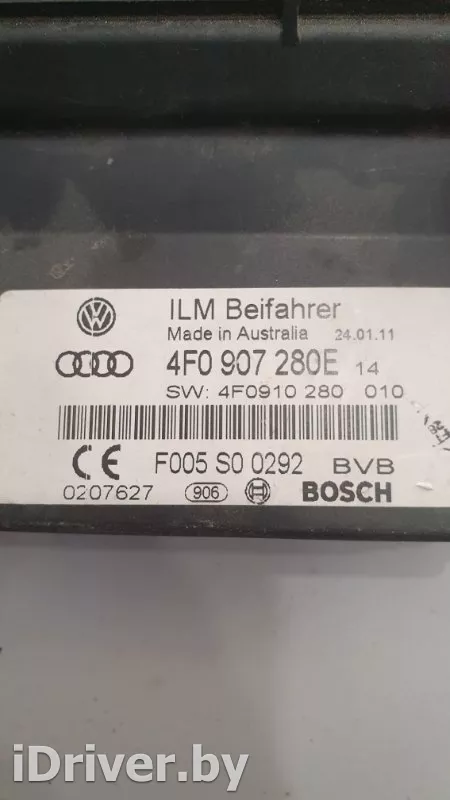 ILM Beifahrer
Made in Australia 24.01.11
4F0 907 280E 14
SW: 4F0910 280 010
CE F005 S0 0292 BVB
0207627 906 BOSCH
iDriver.by